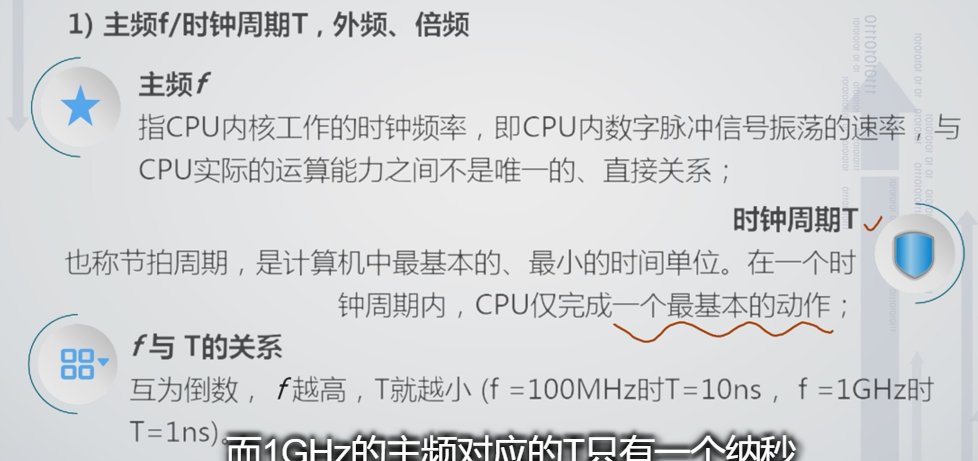 1) 主频f/时钟周期T，外频、倍频
主频f
指CPU内核工作的时钟频率，即CPU内数字脉冲信号振荡的速率，与
CPU实际的运算能力之间不是唯一的、直接关系；
时钟周期T
也称节拍周期，是计算机中最基本的、最小的时间单位。在一个时
钟周期内，CPU仅完成一个最基本的动作；
f与 T的关系
互为倒数， f越高，T就越小 (f =100MHz时T=10ns， f =1GHz时
T=1ns)。
而1GHz的主频对应的T只有一个纳秒